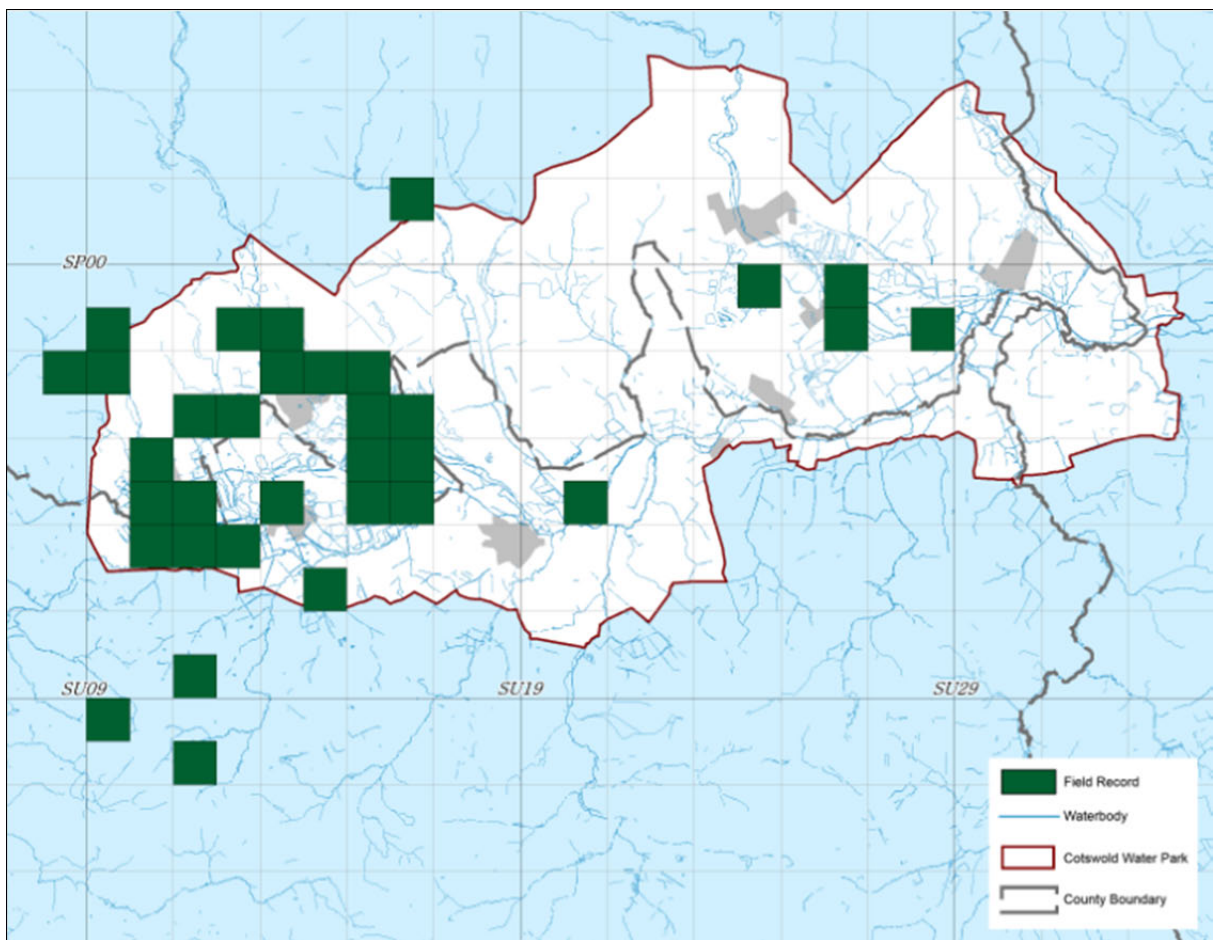 SP00
SU09
SU19
SU29
Field Record
Waterbody
Cotswold Water Park
County Boundary